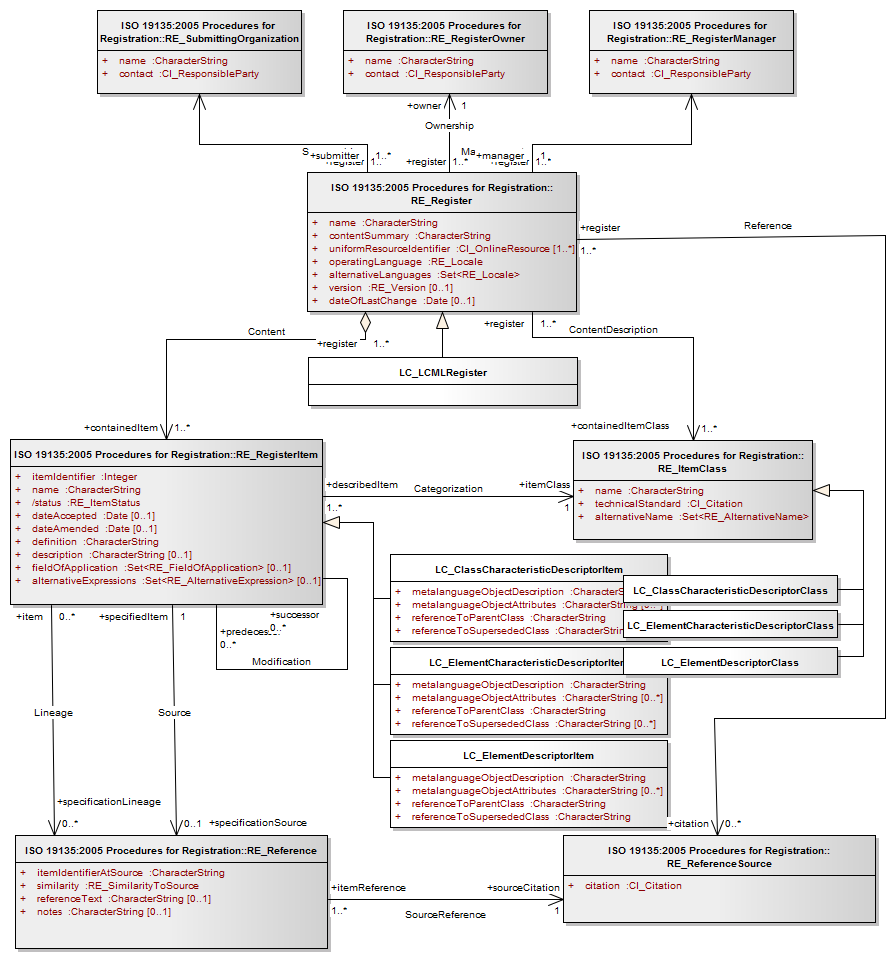 ISO 19135:2005 Procedures for
Registration::RE_SubmittingOrganization
+ name :CharacterString
+ contact :CI_ResponsibleParty
ISO 19135:2005 Procedures for
Registration::RE_RegisterOwner
+ name :CharacterString
+ contact :CI_ResponsibleParty
ISO 19135:2005 Procedures for
Registration::RE_RegisterManager
+ name :CharacterString
+ contact :CI_ResponsibleParty
+owner 1
Ownership
+submitter 1..*
+register 1..*
+register 1..*
+manager 1
+register 1..*
ISO 19135:2005 Procedures for Registration::
RE_Register
+ name :CharacterString
+ contentSummary :CharacterString
+ uniformResourceIdentifier :CI_OnlineResource [1..*]
+ operatingLanguage :RE_Locale
+ alternativeLanguages :Set<RE_Locale>
+ version :RE_Version [0..1]
+ dateOfLastChange :Date [0..1]
+register
1..*
Reference
Content
+register 1..*
+register 1..*
ContentDescription
LC_LCMLRegister
+containedItem 1..*
+containedItemClass 1..*
ISO 19135:2005 Procedures for Registration::RE_RegisterItem
+ itemIdentifier :Integer
+ name :CharacterString
+ /status :RE_ItemStatus
+ dateAccepted :Date [0..1]
+ dateAmended :Date [0..1]
+ definition :CharacterString
+ description :CharacterString [0..1]
+ fieldOfApplication :Set<RE_FieldOfApplication> [0..1]
+ alternativeExpressions :Set<RE_AlternativeExpression> [0..1]
+describedItem
1..*
Categorization
+itemClass
1
ISO 19135:2005 Procedures for Registration::
RE_ItemClass
+ name :CharacterString
+ technicalStandard :CI_Citation
+ alternativeName :Set<RE_AlternativeName>
LC_ClassCharacteristicDescriptorItem
+ metalanguageObjectDescription :CharacterS
+ metalanguageObjectAttributes :CharacterString [0..*]
+ referenceToParentClass :CharacterString
+ referenceToSupersededClass :CharacterString
LC_ClassCharacteristicDescriptorClass
LC_ElementCharacteristicDescriptorClass
LC_ElementDescriptorClass
LC_ElementCharacteristicDescriptorItem
+ metalanguageObjectDescription :CharacterString
+ metalanguageObjectAttributes :CharacterString [0..*]
+ referenceToParentClass :CharacterString
+ referenceToSupersededClass :CharacterString [0..*]
LC_ElementDescriptorItem
+ metalanguageObjectDescription :CharacterString
+ metalanguageObjectAttributes :CharacterString [0..*]
+ referenceToParentClass :CharacterString
+ referenceToSupersededClass :CharacterString
+item 0..*
+specifiedItem 1
+successor
0..*
0..*
Modification
Lineage
Source
+specificationLineage
0..*
0..1 +specificationSource
+citation 0..*
ISO 19135:2005 Procedures for Registration::RE_Reference
+ itemIdentifierAtSource :CharacterString
+ similarity :RE_SimilarityToSource
+ referenceText :CharacterString [0..1]
+ notes :CharacterString [0..1]
+itemReference
1..*
SourceReference
+sourceCitation
1
ISO 19135:2005 Procedures for Registration::
RE_ReferenceSource
+ citation :CI_Citation